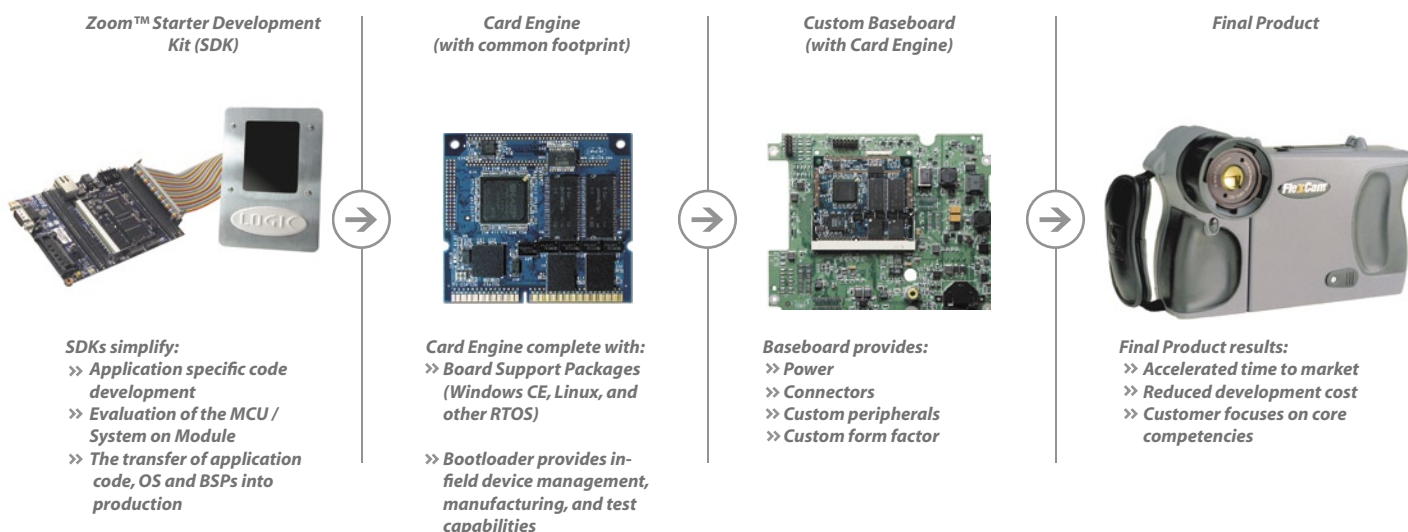 Zoom™ Starter Development
Kit (SDK)
LOGIC
SDKs simplify:
>> Application specific code
development
>> Evaluation of the MCU /
System on Module
>> The transfer of application
code, OS and BSPs into
production
Card Engine
(with common footprint)
Card Engine complete with:
>> Board Support Packages
(Windows CE, Linux, and
other RTOS)
>> Bootloader provides in-
field device management,
manufacturing, and test
capabilities
Custom Baseboard
(with Card Engine)
Baseboard provides:
>> Power
>> Connectors
>> Custom peripherals
>> Custom form factor
Final Product
FlexCam
Final Product results:
>> Accelerated time to market
>> Reduced development cost
>> Customer focuses on core
competencies